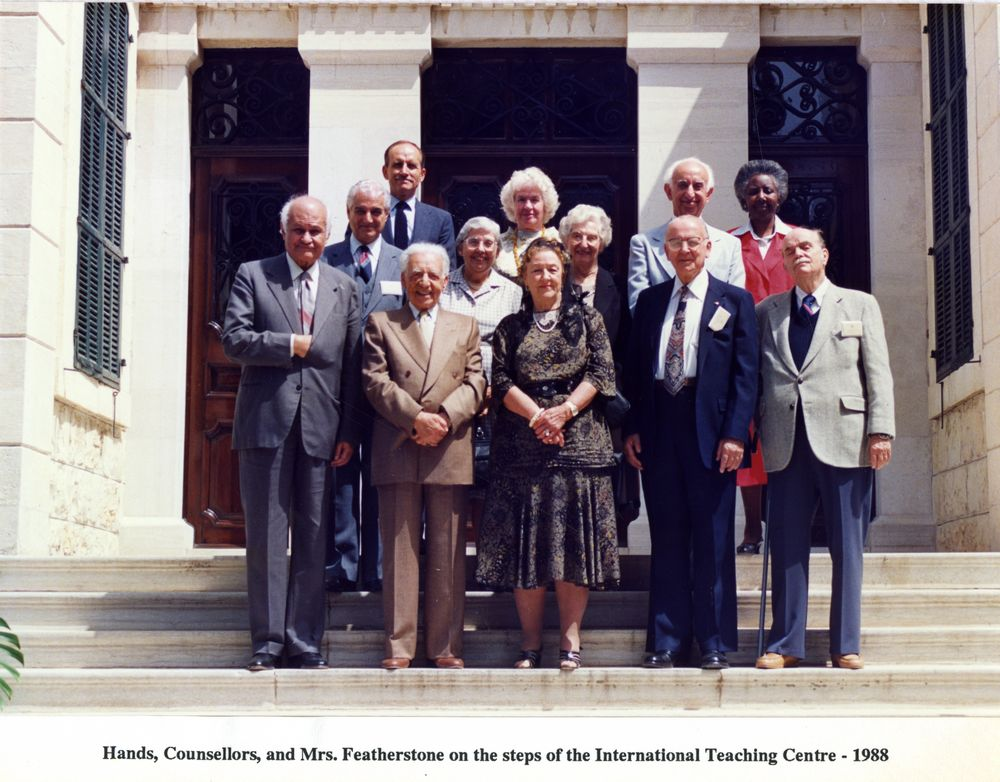 Hands, Counsellors, and Mrs. Featherstone on the steps of the International Teaching Centre - 1988